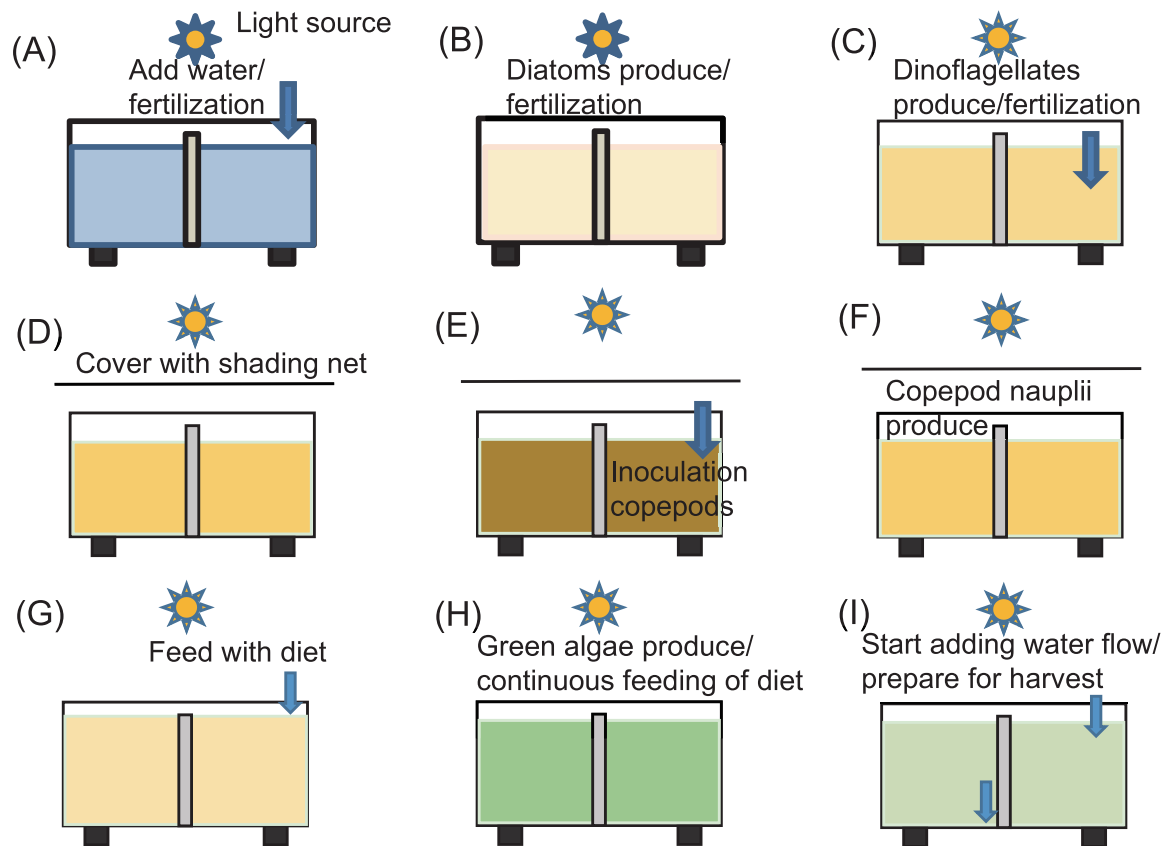 (A)
Light source
Add water/
fertilization
(B)
Diatoms produce/
fertilization
(C)
Dinoflagellates
produce/fertilization
(D)
Cover with shading net
(E)
Inoculation
copepods
(F)
Copepod nauplii
produce
(G)
Feed with diet
(H)
Green algae produce/
continuous feeding of diet
(I)
Start adding water flow/
prepare for harvest